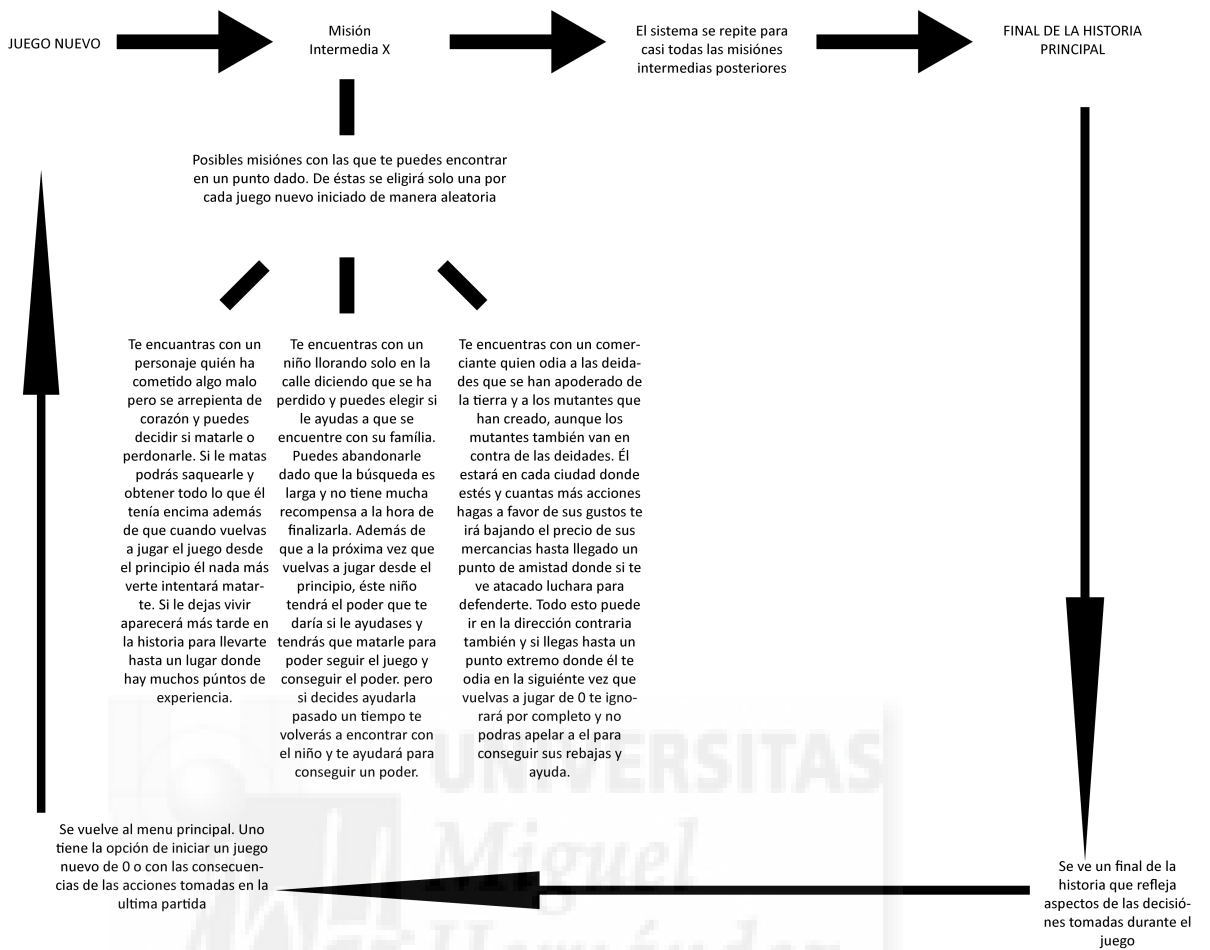 JUEGO NUEVO
Misión
Intermedia X
El sistema se repite para
casi todas las misiónes
intermedias posteriores
FINAL DE LA HISTORIA
PRINCIPAL
Posibles misiónes con las que te puedes encontrar
en un punto dado. De éstas se eligirá solo una por
cada juego nuevo iniciado de manera aleatoria
Te encuantras con un
personaje quién ha
cometido algo malo
pero se arrepienta de
corazón y puedes
decidir si matarle o
perdonarle. Si le matas
podrás saquearle y
obtener todo lo que él
tenía encima además
de que cuando vuelvas
a jugar el juego desde
el principio él nada más
verte intentará matar-
te. Si le dejas vivir
aparecerá más tarde en
la historia para llevarte
hasta un lugar donde
hay muchos púntos de
experiencia.
Te encuentras con un
niño llorando solo en la
calle diciendo que se ha
perdido y puedes elegir si
le ayudas a que se
encuentre con su família.
Puedes abandonarle
dado que la búsqueda es
larga y no tiene mucha
recompensa a la hora de
finalizarla. Además de
que a la próxima vez que
vuelvas a jugar desde el
principio, éste niño
tendrá el poder que te
daría si le ayudases y
tendrás que matarle para
poder seguir el juego y
conseguir el poder. pero
si decides ayudarla
pasado un tiempo te
volverás a encontrar con
el niño y te ayudará para
conseguir un poder.
Te encuentras con un comer-
ciante quien odia a las deida-
des que se han apoderado de
la tierra y a los mutantes que
han creado, aunque los
mutantes también van en
contra de las deidades. Él
estará en cada ciudad donde
estés y cuantas más acciones
hagas a favor de sus gustos te
irá bajando el precio de sus
mercancias hasta llegado un
punto de amistad donde si te
ve atacado luchara para
defenderte. Todo esto puede
ir en la dirección contraria
también y si llegas hasta un
punto extremo donde él te
odia en la siguiénte vez que
vuelvas a jugar de 0 te igno-
rará por completo y no
podras apelar a el para
conseguir sus rebajas y
ayuda.
UNIVERSITAS
Miguel
Hernández
Se vuelve al menu principal. Uno
tiene la opción de iniciar un juego
nuevo de 0 o con las consecuen-
cias de las acciones tomadas en la
ultima partida
Se ve un final de la
historia que refleja
aspectos de las decisió-
nes tomadas durante el
juego